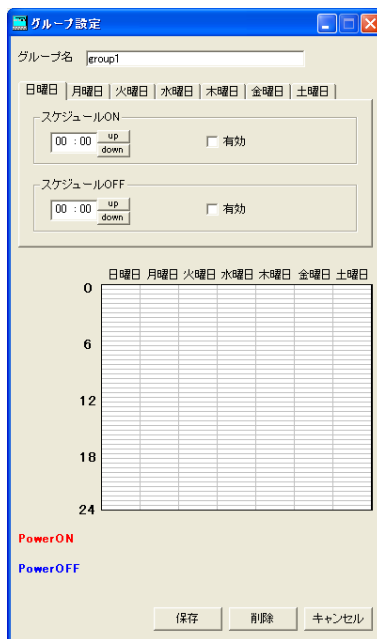 グループ設定
グループ名 group1
日曜日 月曜日 火曜日 水曜日 木曜日 金曜日 土曜日
スケジュールON
00 : 00 up down 有効
スケジュールOFF
00 : 00 up down 有効
日曜日 月曜日 火曜日 水曜日 木曜日 金曜日 土曜日
0
6
12
18
24
PowerON
PowerOFF
保存 削除 キャンセル